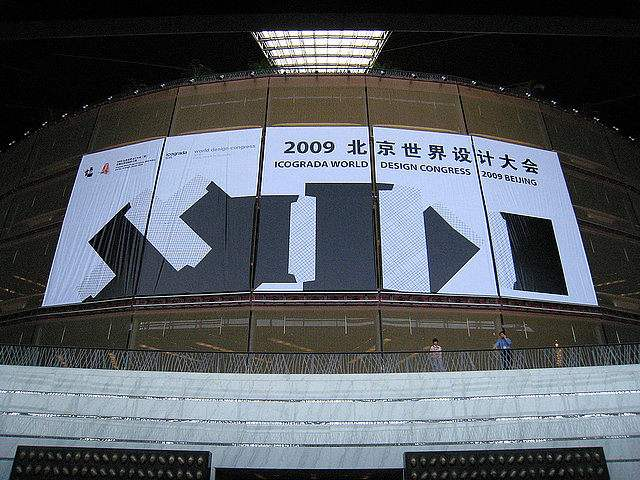 icograda
world design congress
2009 北京世界设计大会
ICOGRADA WORLD DESIGN CONGRESS 2009 BEIJING